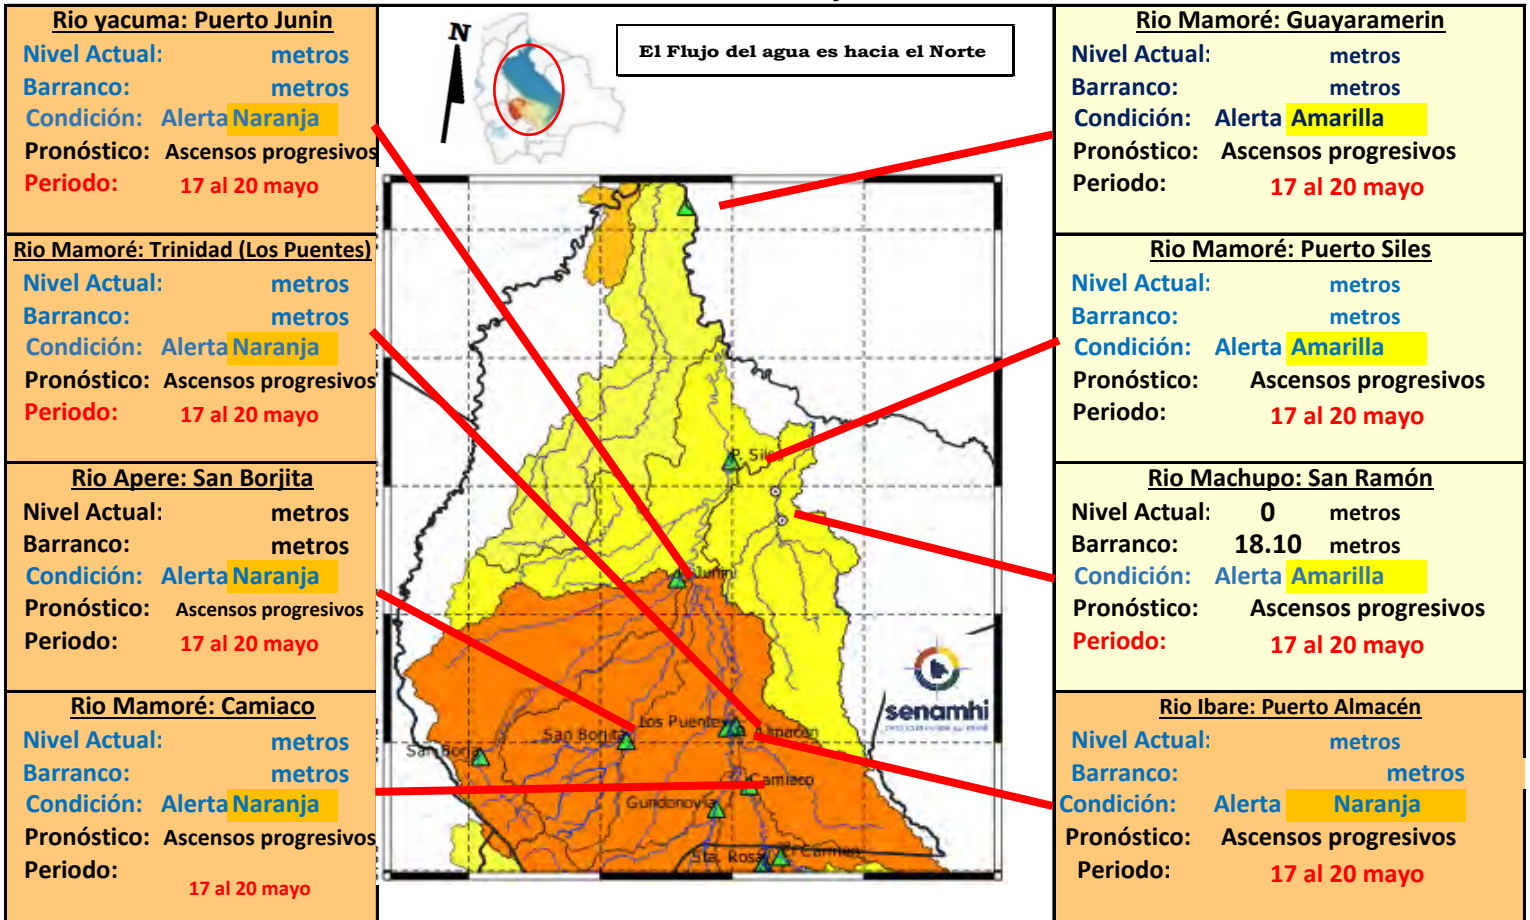 Rio yacuma: Puerto Junin
Nivel Actual: metros
Barranco: metros
Condición: Alerta Naranja
Pronóstico: Ascensos progresivos
Periodo: 17 al 20 mayo
Rio Mamoré: Trinidad (Los Puentes)
Nivel Actual: metros
Barranco: metros
Condición: Alerta Naranja
Pronóstico: Ascensos progresivos
Periodo: 17 al 20 mayo
Rio Apere: San Borjita
Nivel Actual: metros
Barranco: metros
Condición: Alerta Naranja
Pronóstico: Ascensos progresivos
Periodo: 17 al 20 mayo
Rio Mamoré: Camiaco
Nivel Actual: metros
Barranco: metros
Condición: Alerta Naranja
Pronóstico: Ascensos progresivos
Periodo:
17 al 20 mayo
N
El Flujo del agua es hacia el Norte
P. Siles
Junin
Los Puentes
Almacén
San Borjita
San Borja
Camiaco
Gundonovia
Sta. Rosa
El Carmen
senamhi
Rio Mamoré: Guayaramerin
Nivel Actual: metros
Barranco: metros
Condición: Alerta Amarilla
Pronóstico: Ascensos progresivos
Periodo: 17 al 20 mayo
Rio Mamoré: Puerto Siles
Nivel Actual: metros
Barranco: metros
Condición: Alerta Amarilla
Pronóstico: Ascensos progresivos
Periodo: 17 al 20 mayo
Rio Machupo: San Ramón
Nivel Actual: 0 metros
Barranco: 18.10 metros
Condición: Alerta Amarilla
Pronóstico: Ascensos progresivos
Periodo: 17 al 20 mayo
Rio Ibare: Puerto Almacén
Nivel Actual: metros
Barranco: metros
Condición: Alerta Naranja
Pronóstico: Ascensos progresivos
Periodo: 17 al 20 mayo